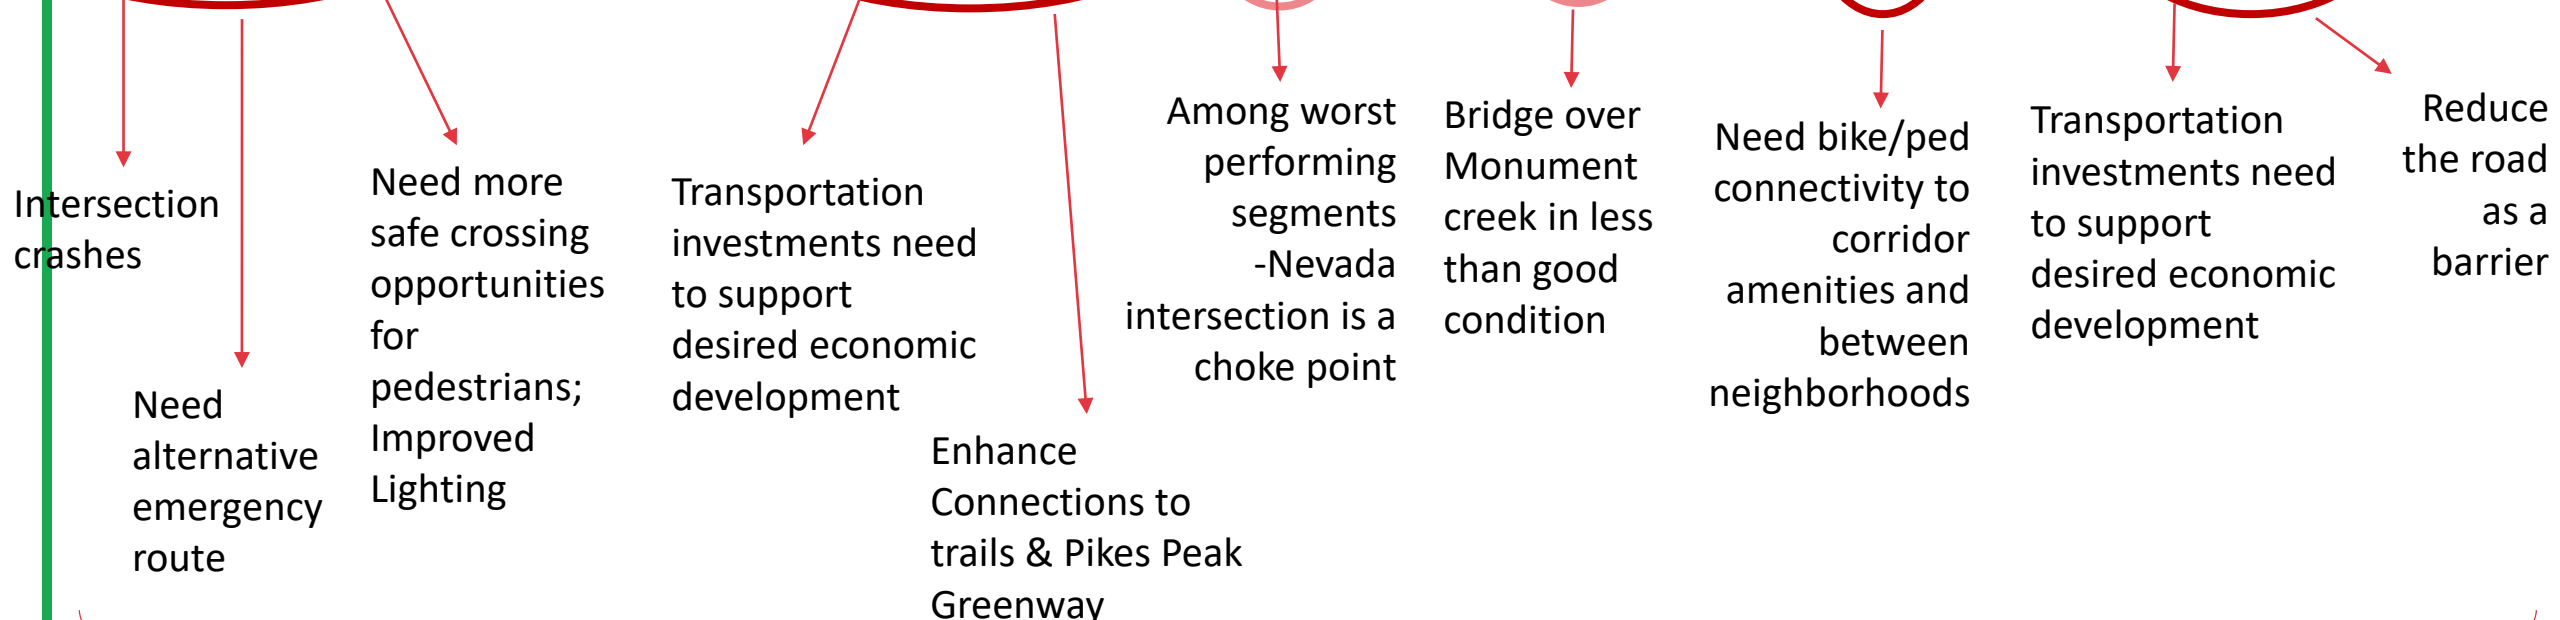 Intersection
crashes
Need
alternative
emergency
route
Need more
safe crossing
opportunities
for
pedestrians;
Improved
Lighting
Transportation
investments need
to support
desired economic
development
Enhance
Connections to
trails & Pikes Peak
Greenway
Among worst
performing
segments
-Nevada
intersection is a
choke point
Bridge over
Monument
creek in less
than good
condition
Need bike/ped
connectivity to
corridor
amenities and
between
neighborhoods
Transportation
investments need
to support
desired economic
development
Reduce
the road
as a
barrier